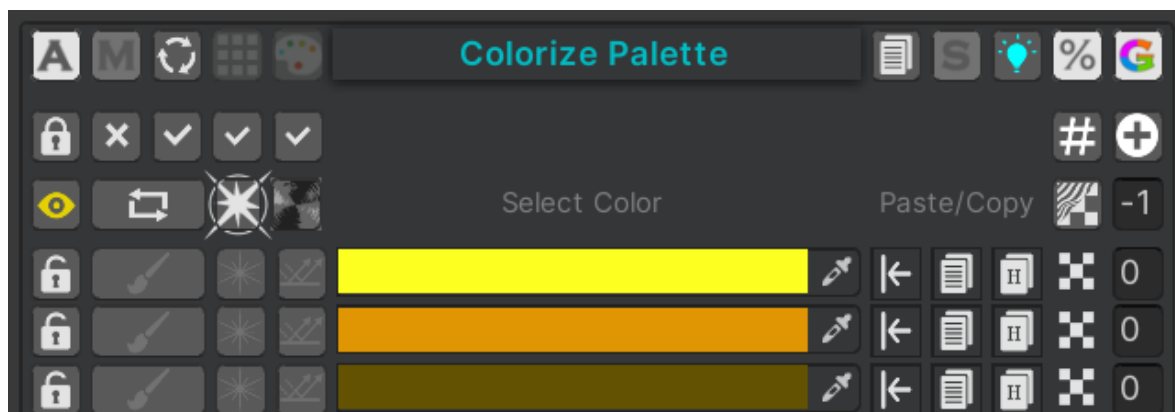 A M Colorize Palette S % G
#
Select Color Paste/Copy -1
H 0
H 0
H 0